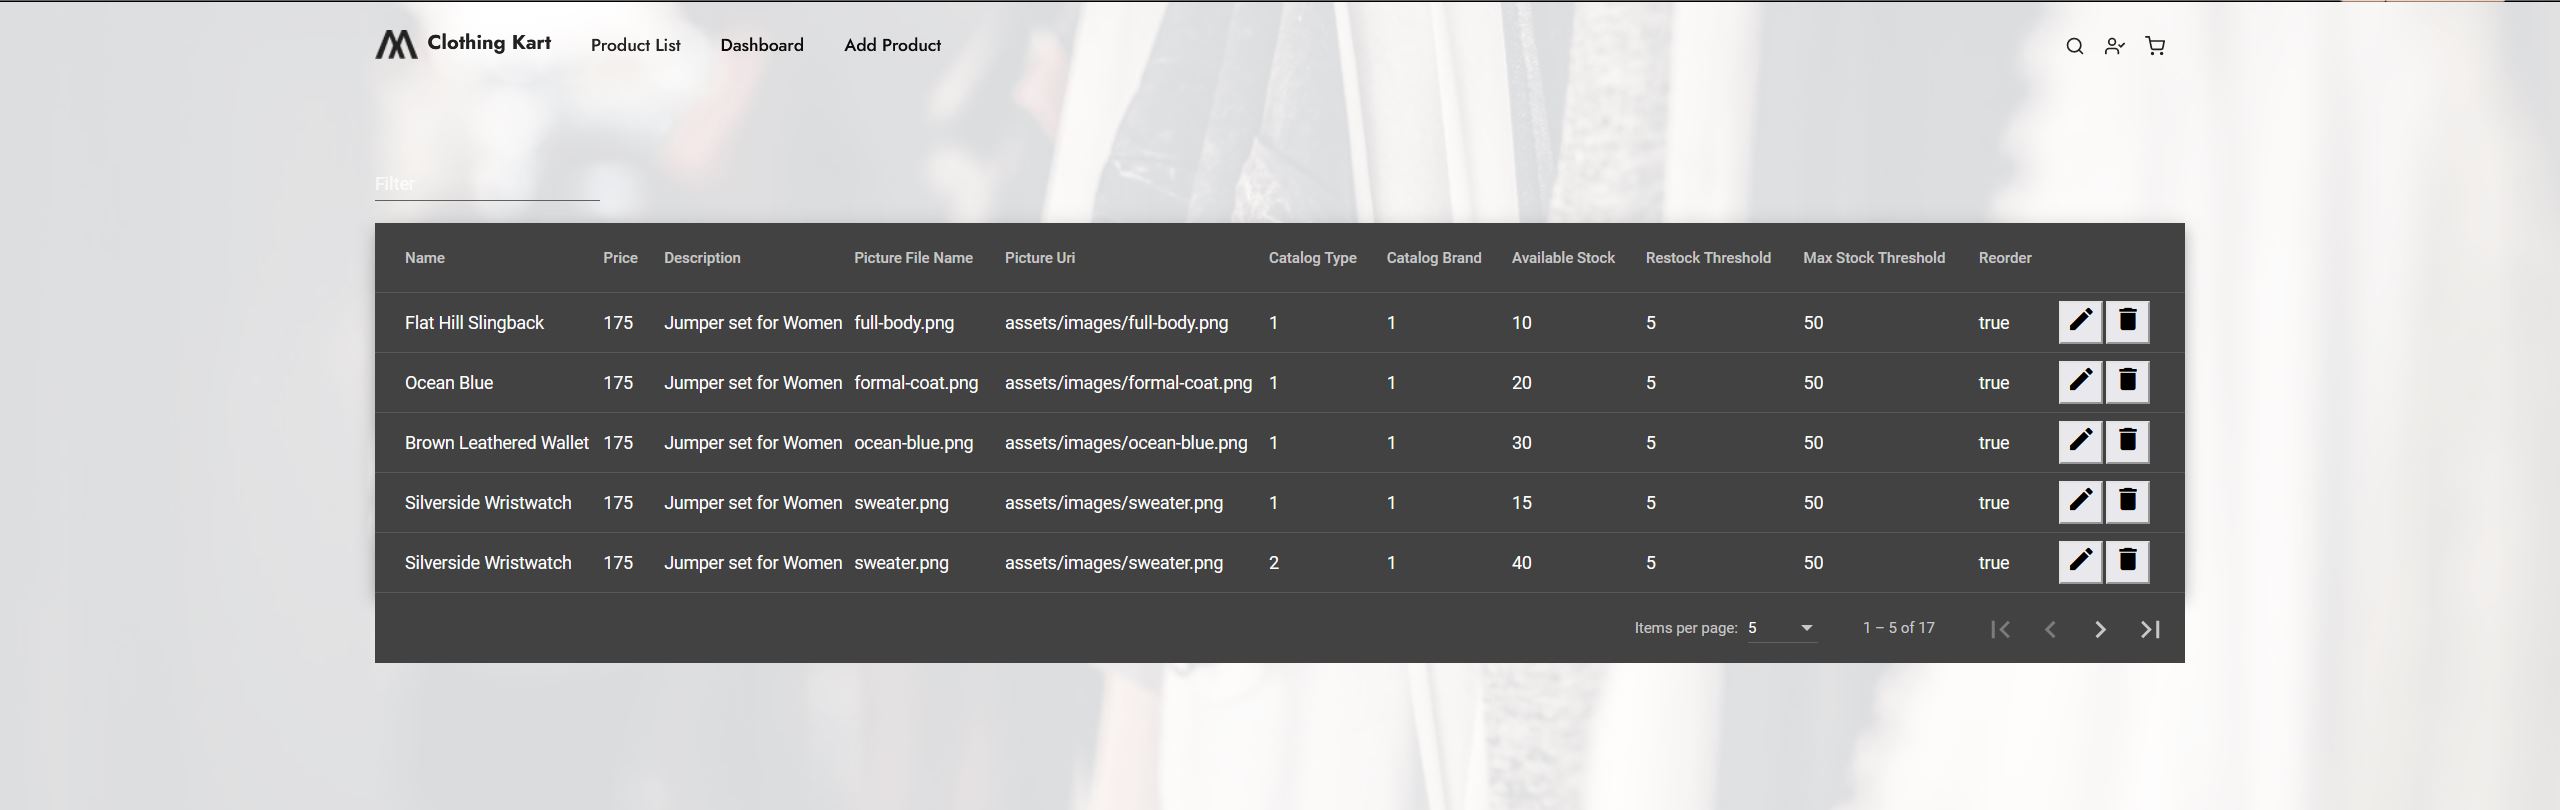 Clothing Kart Product List Dashboard Add Product
Filter
Name Price Description Picture File Name Picture Uri Catalog Type Catalog Brand Available Stock Restock Threshold Max Stock Threshold Reorder
Flat Hill Slingback 175 Jumper set for Women full-body.png assets/images/full-body.png 1 1 10 5 50 true
Ocean Blue 175 Jumper set for Women formal-coat.png assets/images/formal-coat.png 1 1 20 5 50 true
Brown Leathered Wallet 175 Jumper set for Women ocean-blue.png assets/images/ocean-blue.png 1 1 30 5 50 true
Silverside Wristwatch 175 Jumper set for Women sweater.png assets/images/sweater.png 1 1 15 5 50 true
Silverside Wristwatch 175 Jumper set for Women sweater.png assets/images/sweater.png 2 1 40 5 50 true
Items per page: 5 1 – 5 of 17